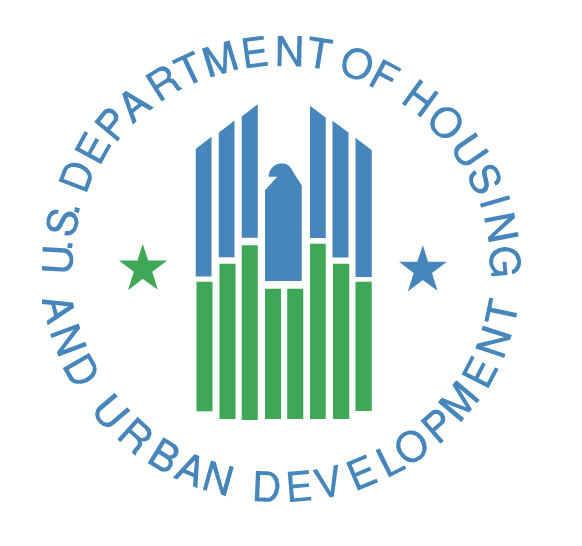 U.S. DEPARTMENT OF HOUSING
AND URBAN DEVELOPMENT